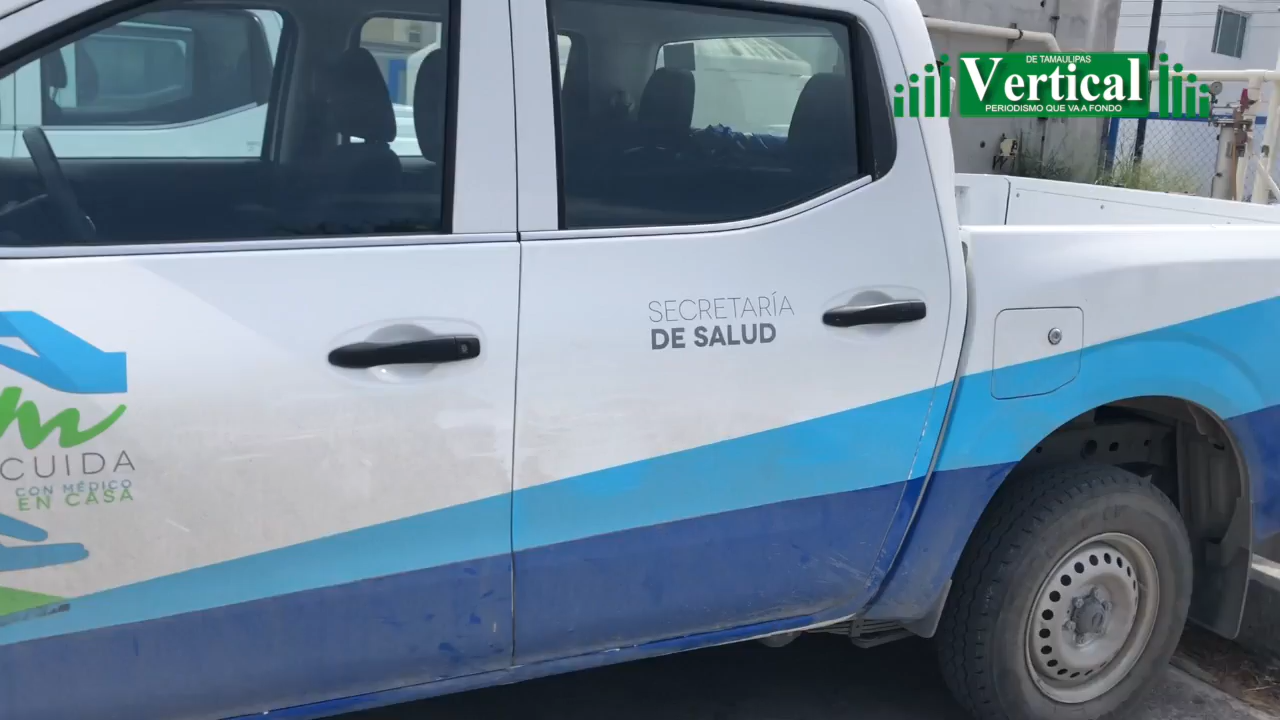 DE TAMAULIPAS
Vertical
PERIODISMO QUE VA A FONDO
SECRETARÍA
DE SALUD
CUIDA
CON MÉDICO
EN CASA